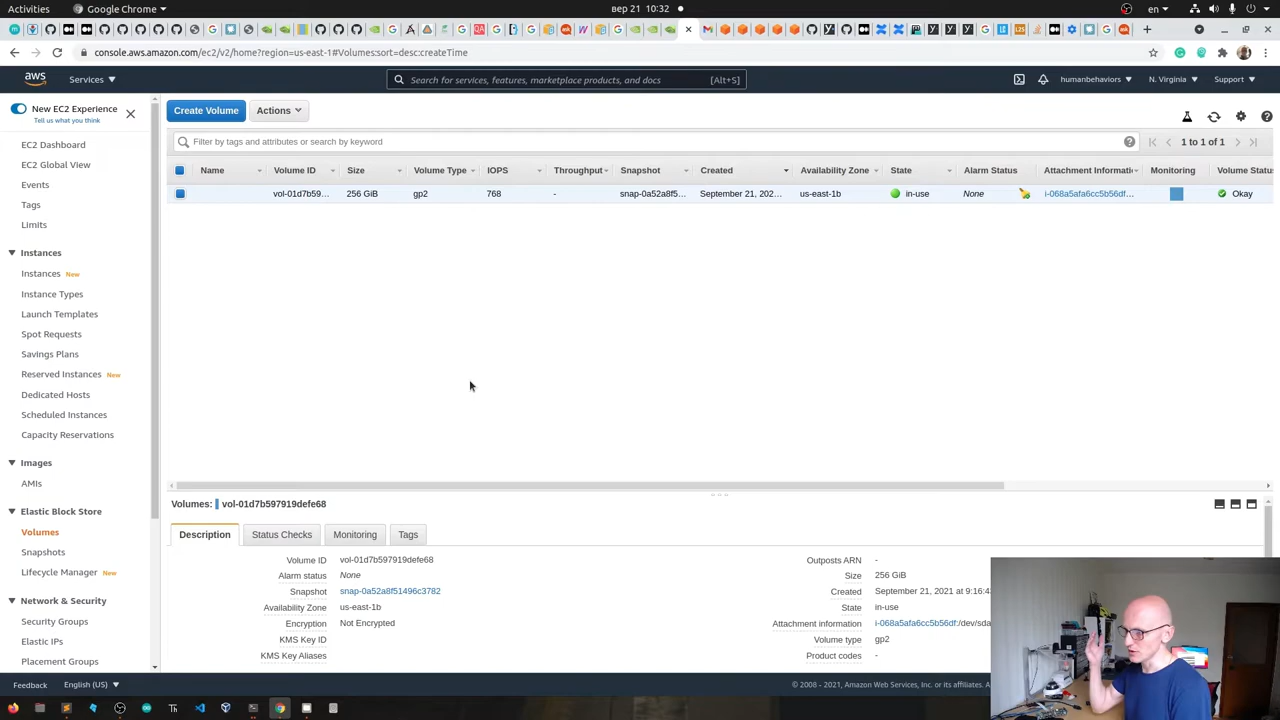 Activities
Google Chrome
вер 21 10:32
en
console.aws.amazon.com/ec2/v2/home?region=us-east-1#Volumes:sort=desc:createTime
aws
Services
Search for services, features, marketplace products, and docs
[Alt+S]
humanbehaviors
N. Virginia
Support
New EC2 Experience
Tell us what you think
EC2 Dashboard
EC2 Global View
Events
Tags
Limits
Instances
Instances New
Instance Types
Launch Templates
Spot Requests
Savings Plans
Reserved Instances New
Dedicated Hosts
Scheduled Instances
Capacity Reservations
Images
AMIs
Elastic Block Store
Volumes
Snapshots
Lifecycle Manager New
Network & Security
Security Groups
Elastic IPs
Placement Groups
Create Volume
Actions
Filter by tags and attributes or search by keyword
1 to 1 of 1
Name Volume ID Size Volume Type IOPS Throughput Snapshot Created Availability Zone State Alarm Status Attachment Informati Monitoring Volume Status
vol-01d7b59... 256 GiB gp2 768 - snap-0a52a8f5... September 21, 202... us-east-1b in-use None i-068a5afa6cc5b56df... Okay
Volumes: vol-01d7b597919defe68
Description Status Checks Monitoring Tags
Volume ID vol-01d7b597919defe68
Alarm status None
Snapshot snap-0a52a8f51496c3782
Availability Zone us-east-1b
Encryption Not Encrypted
KMS Key ID
KMS Key Aliases
Outposts ARN -
Size 256 GiB
Created September 21, 2021 at 9:16:4
State in-use
Attachment information i-068a5afa6cc5b56df:/dev/sda
Volume type gp2
Product codes -
Feedback
English (US)
© 2008 - 2021, Amazon Web Services, Inc. or its affiliates.